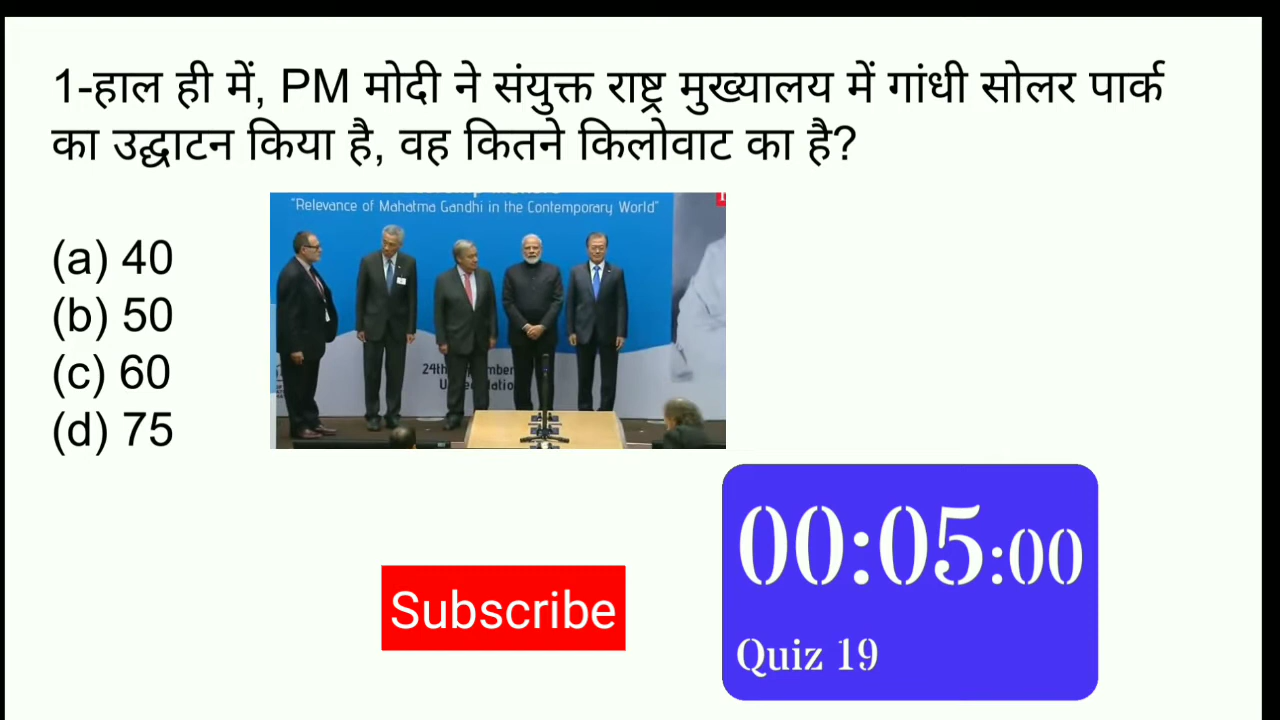 1-हाल ही में, PM मोदी ने संयुक्त राष्ट्र मुख्यालय में गांधी सोलर पार्क
का उद्घाटन किया है, वह कितने किलोवाट का है?
"Relevance of Mahatma Gandhi in the Contemporary World"
(a) 40
(b) 50
(c) 60
(d) 75
24th
00:05:00
Subscribe
Quiz 19